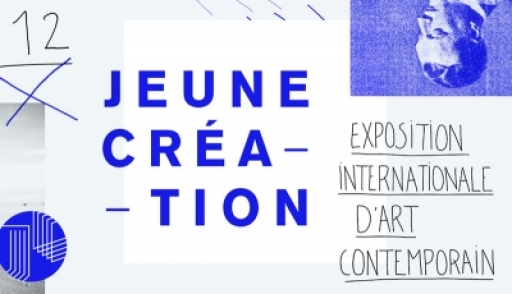 12
JEUNE
CRÉA–
–TION
EXPOSITION
INTERNATIONALE
D'ART
CONTEMPORAIN